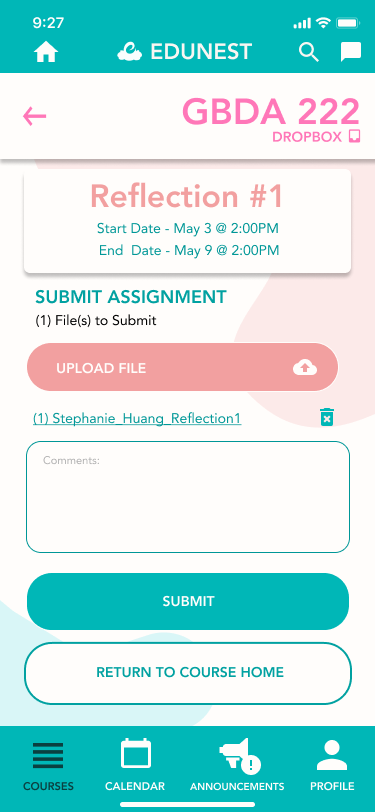 9:27
EDUNEST
GBDA 222
DROPBOX
Reflection #1
Start Date - May 3 @ 2:00PM
End Date - May 9 @ 2:00PM
SUBMIT ASSIGNMENT
(1) File(s) to Submit
UPLOAD FILE
(1) Stephanie_Huang_Reflection1
Comments:
SUBMIT
RETURN TO COURSE HOME
COURSES CALENDAR ANNOUNCEMENTS PROFILE